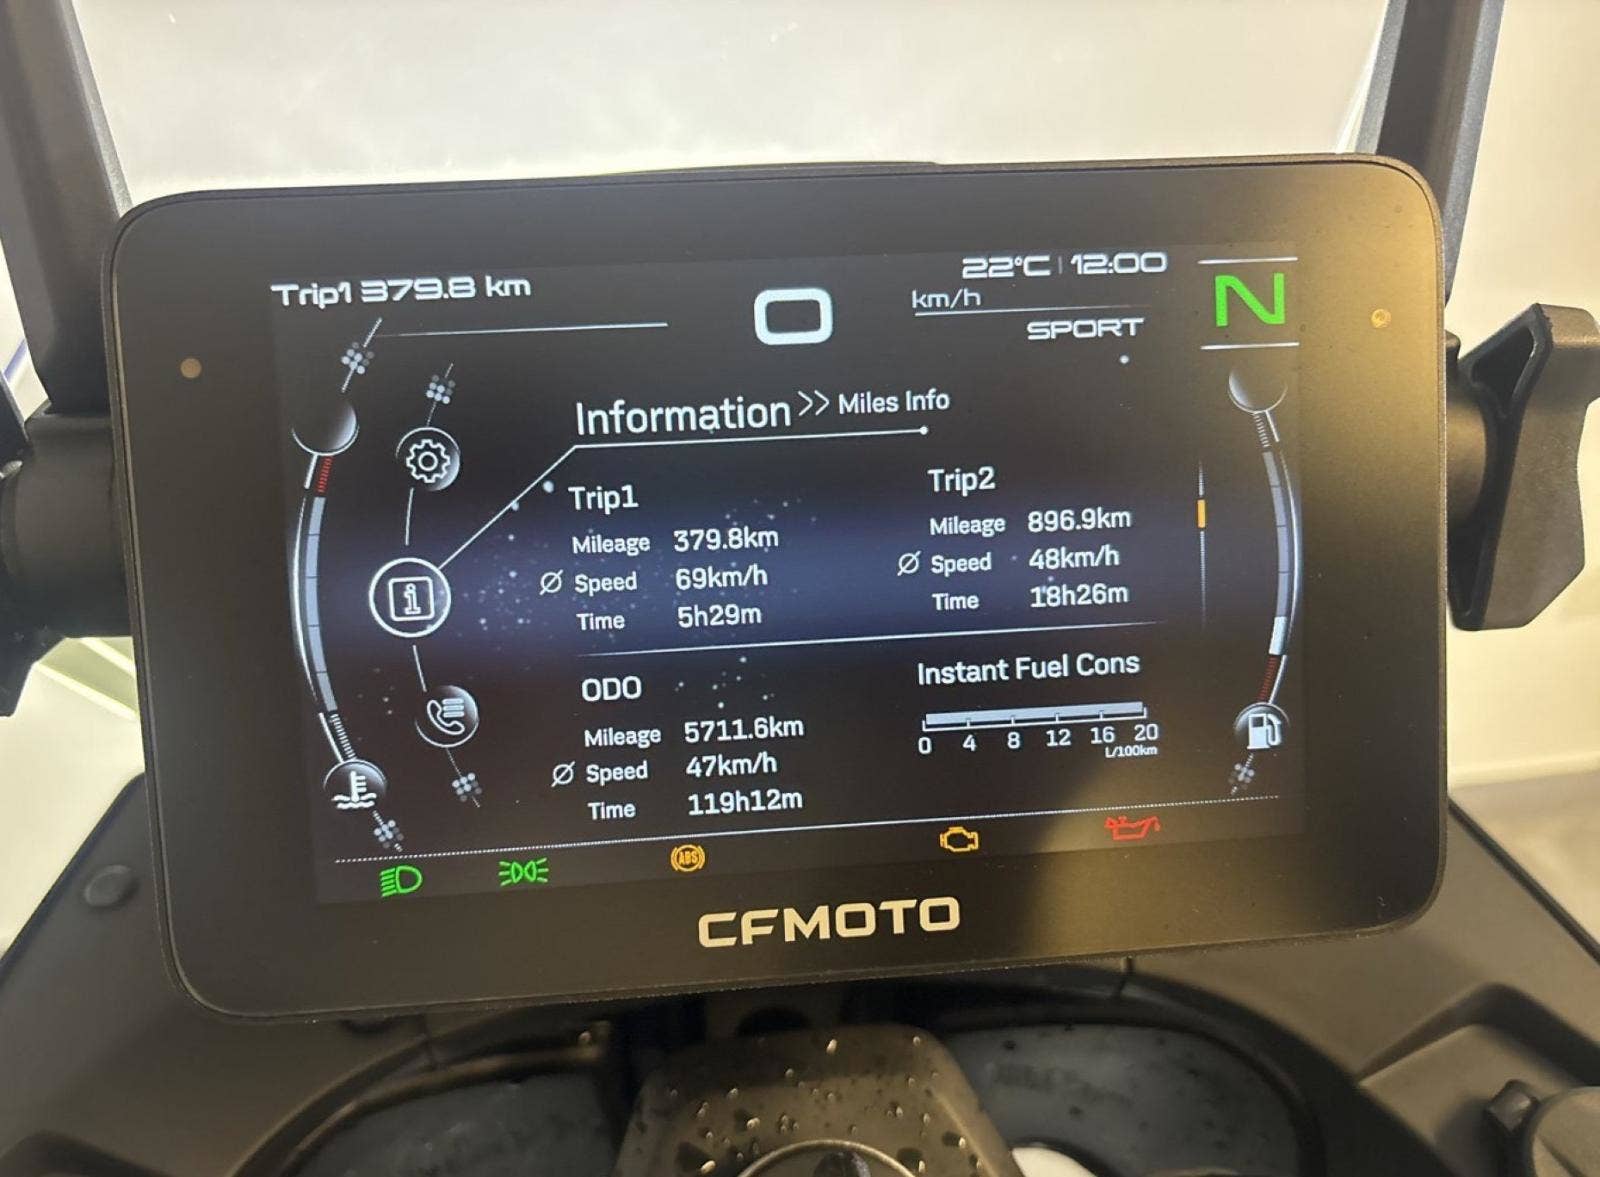 Trip1 379.8 km
22°C | 12:00
0 km/h
SPORT
N
Information >> Miles Info
Trip1
Mileage 379.8km
Ø Speed 69km/h
Time 5h29m
Trip2
Mileage 896.9km
Ø Speed 48km/h
Time 18h26m
ODO
Mileage 5711.6km
Ø Speed 47km/h
Time 119h12m
Instant Fuel Cons
0 4 8 12 16 20
L/100km
ABS
CFMOTO